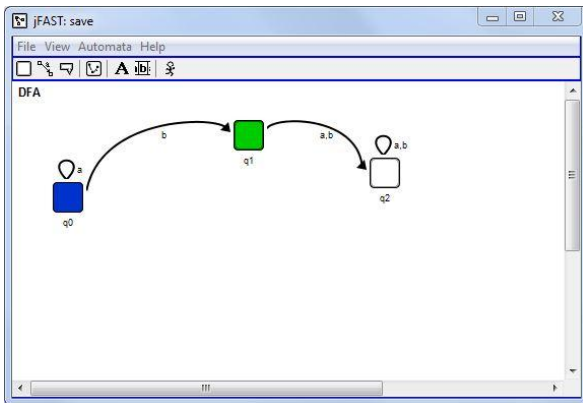 jFAST: save
File View Automata Help
A b
DFA
b
a,b
q1
a,b
a
q2
q0